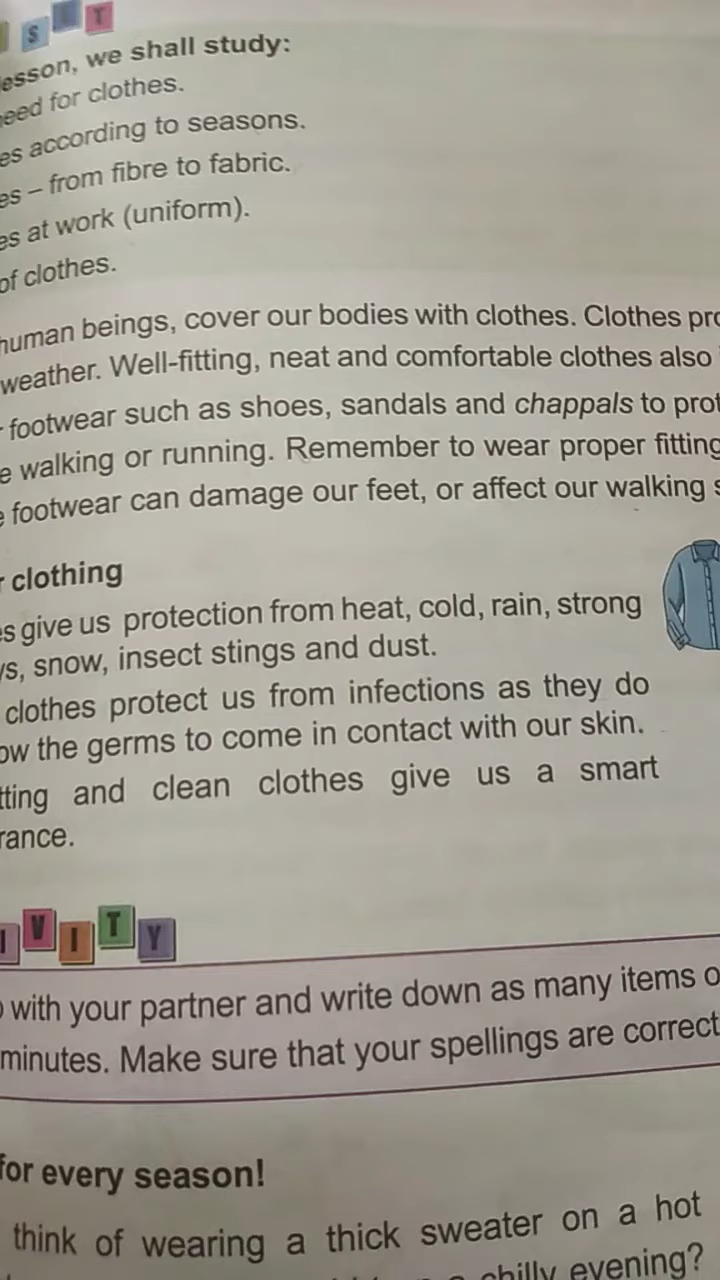 S E T
esson, we shall study:
eed for clothes.
es according to seasons.
es – from fibre to fabric.
es at work (uniform).
of clothes.
human beings, cover our bodies with clothes. Clothes pro
weather. Well-fitting, neat and comfortable clothes also
footwear such as shoes, sandals and chappals to prot
e walking or running. Remember to wear proper fitting
e footwear can damage our feet, or affect our walking s
r clothing
es give us protection from heat, cold, rain, strong
ys, snow, insect stings and dust.
clothes protect us from infections as they do
ow the germs to come in contact with our skin.
tting and clean clothes give us a smart
rance.
I V I T Y
with your partner and write down as many items o
minutes. Make sure that your spellings are correct
for every season!
think of wearing a thick sweater on a hot
chilly evening?